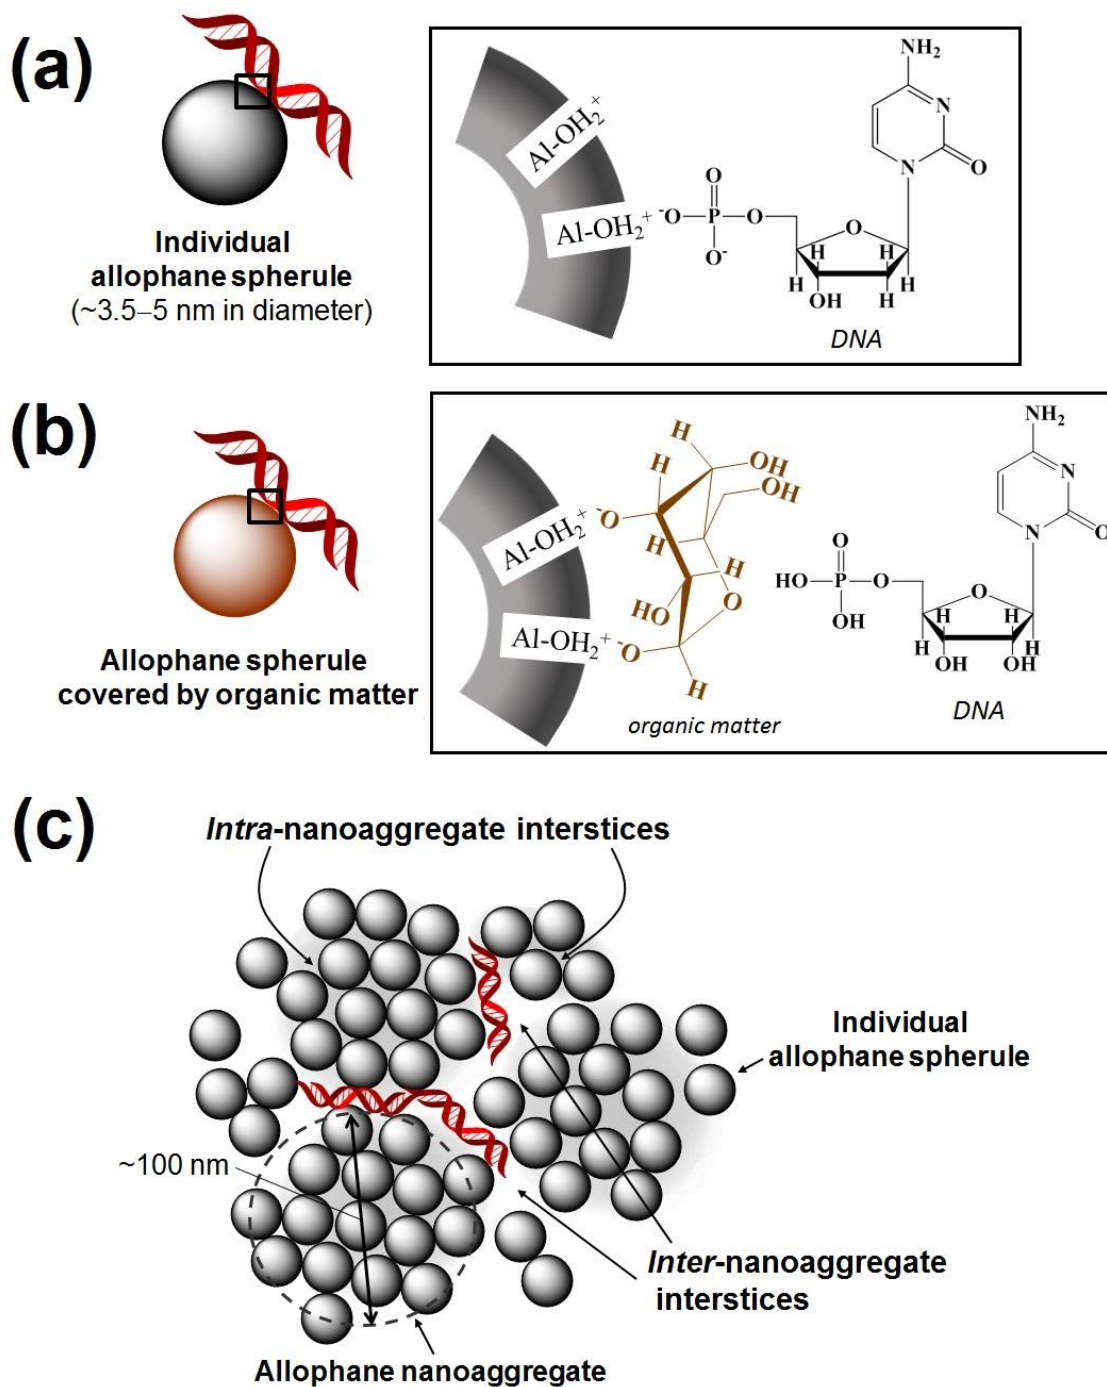 (a)
Individual
allophane spherule
(~3.5–5 nm in diameter)
Al-OH₂⁺
Al-OH₂⁺
⁻O
P
O
O⁻
O
O
H
H
H
H
OH
N
N
O
NH₂
DNA
(b)
Allophane spherule
covered by organic matter
Al-OH₂⁺
Al-OH₂⁺
⁻O
⁻O
H
H
OH
OH
H
H
HO
O
H
H
organic matter
HO
P
O
OH
O
O
H
H
H
H
OH
OH
N
N
O
NH₂
DNA
(c)
Intra-nanoaggregate interstices
Individual
allophane spherule
~100 nm
Inter-nanoaggregate
interstices
Allophane nanoaggregate